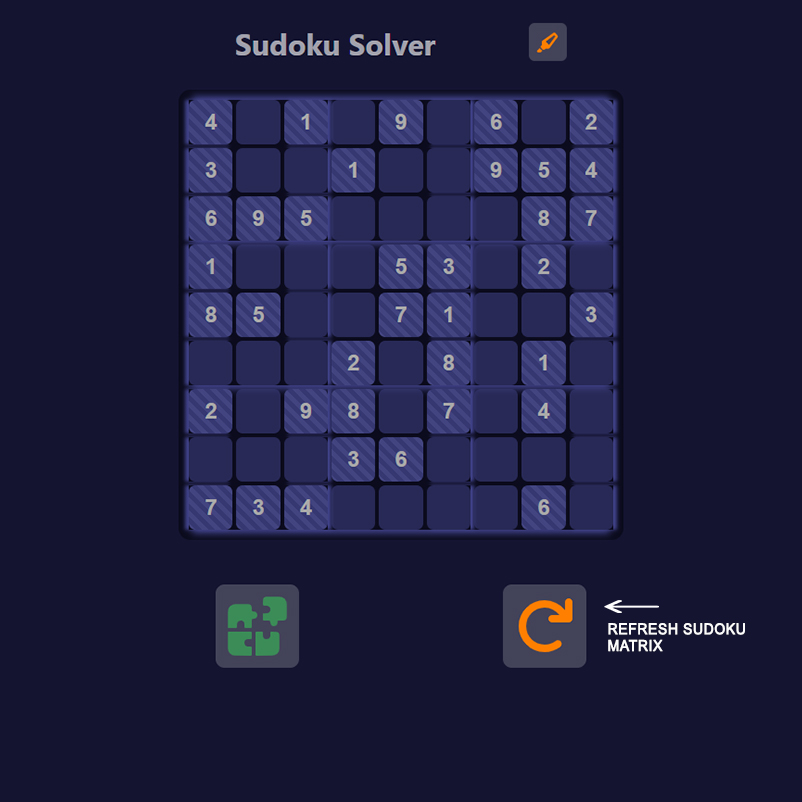 Sudoku Solver
4 1 9 6 2
3 1 9 5 4
6 9 5 8 7
1 5 3 2
8 5 7 1 3
2 8 1
2 9 8 7 4
3 6
7 3 4 6
REFRESH SUDOKU
MATRIX